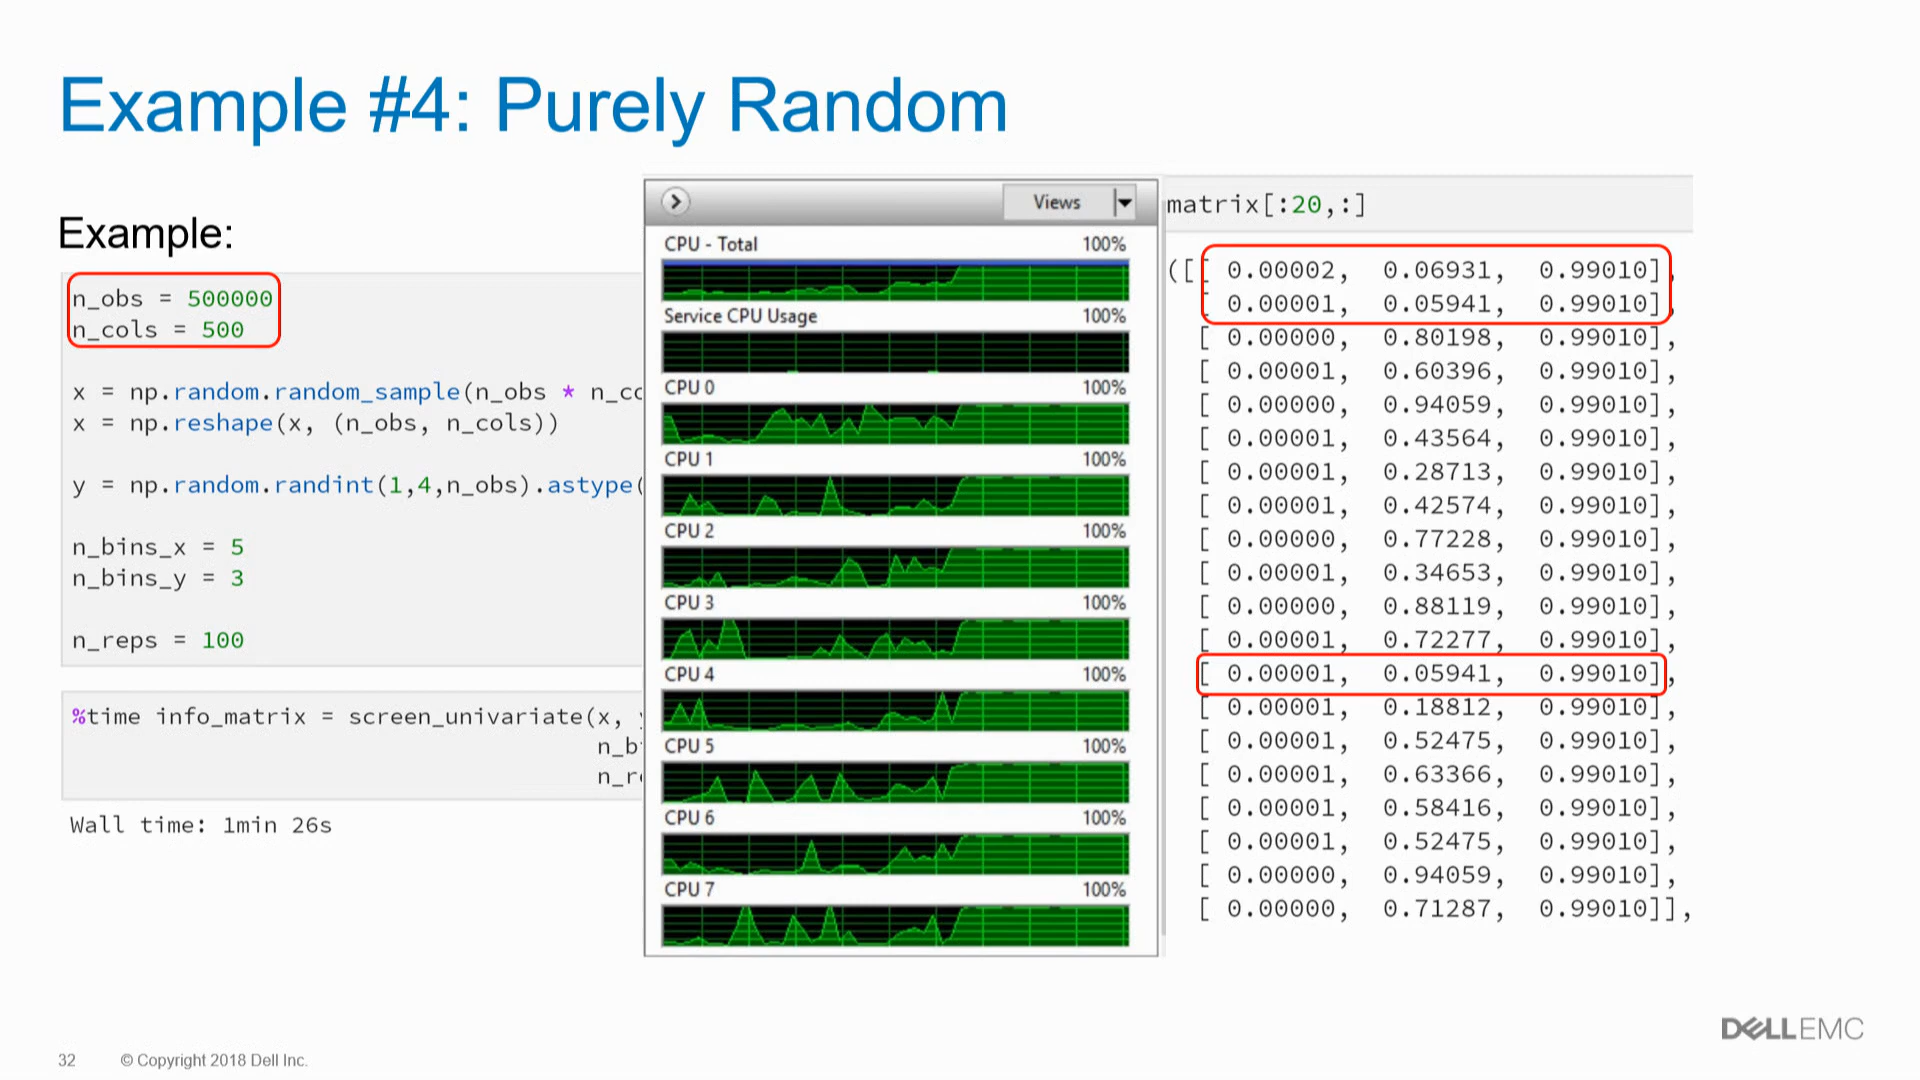 Example #4: Purely Random
Example:
n_obs = 500000
n_cols = 500
x = np.random.random_sample(n_obs * n_co
x = np.reshape(x, (n_obs, n_cols))
y = np.random.randint(1,4,n_obs).astype(
n_bins_x = 5
n_bins_y = 3
n_reps = 100
%time info_matrix = screen_univariate(x,
n_b
n_r
Wall time: 1min 26s
Views
CPU - Total 100%
Service CPU Usage 100%
CPU 0 100%
CPU 1 100%
CPU 2 100%
CPU 3 100%
CPU 4 100%
CPU 5 100%
CPU 6 100%
CPU 7 100%
matrix[:20,:]
([[ 0.00002, 0.06931, 0.99010],
[ 0.00001, 0.05941, 0.99010],
[ 0.00000, 0.80198, 0.99010],
[ 0.00001, 0.60396, 0.99010],
[ 0.00000, 0.94059, 0.99010],
[ 0.00001, 0.43564, 0.99010],
[ 0.00001, 0.28713, 0.99010],
[ 0.00001, 0.42574, 0.99010],
[ 0.00000, 0.77228, 0.99010],
[ 0.00001, 0.34653, 0.99010],
[ 0.00000, 0.88119, 0.99010],
[ 0.00001, 0.72277, 0.99010],
[ 0.00001, 0.05941, 0.99010],
[ 0.00001, 0.18812, 0.99010],
[ 0.00001, 0.52475, 0.99010],
[ 0.00001, 0.63366, 0.99010],
[ 0.00001, 0.58416, 0.99010],
[ 0.00001, 0.52475, 0.99010],
[ 0.00000, 0.94059, 0.99010],
[ 0.00000, 0.71287, 0.99010]],
DELLEMC
32 © Copyright 2018 Dell Inc.